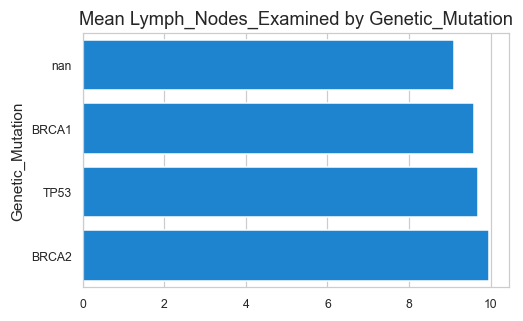 Mean Lymph_Nodes_Examined by Genetic_Mutation
Genetic_Mutation
nan
BRCA1
TP53
BRCA2
0 2 4 6 8 10